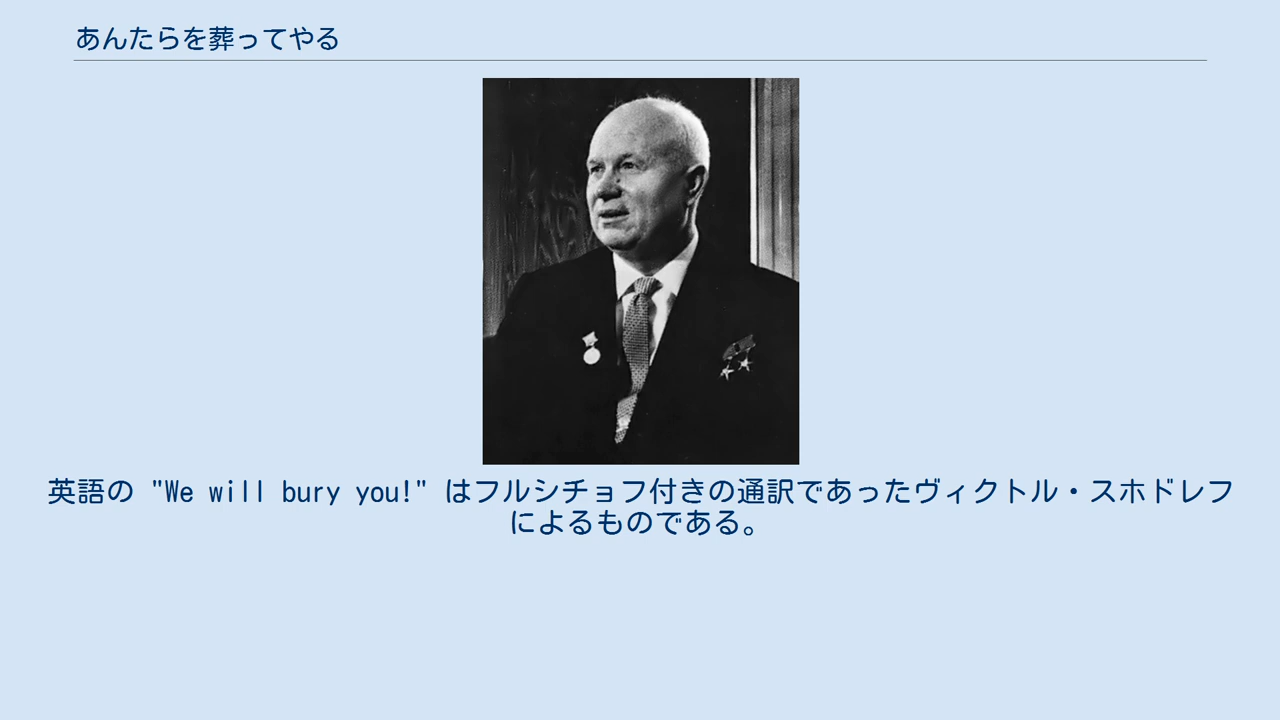 あんたらを葬ってやる
英語の "We will bury you!" はフルシチョフ付きの通訳であったヴィクトル・スホドレフ
によるものである。